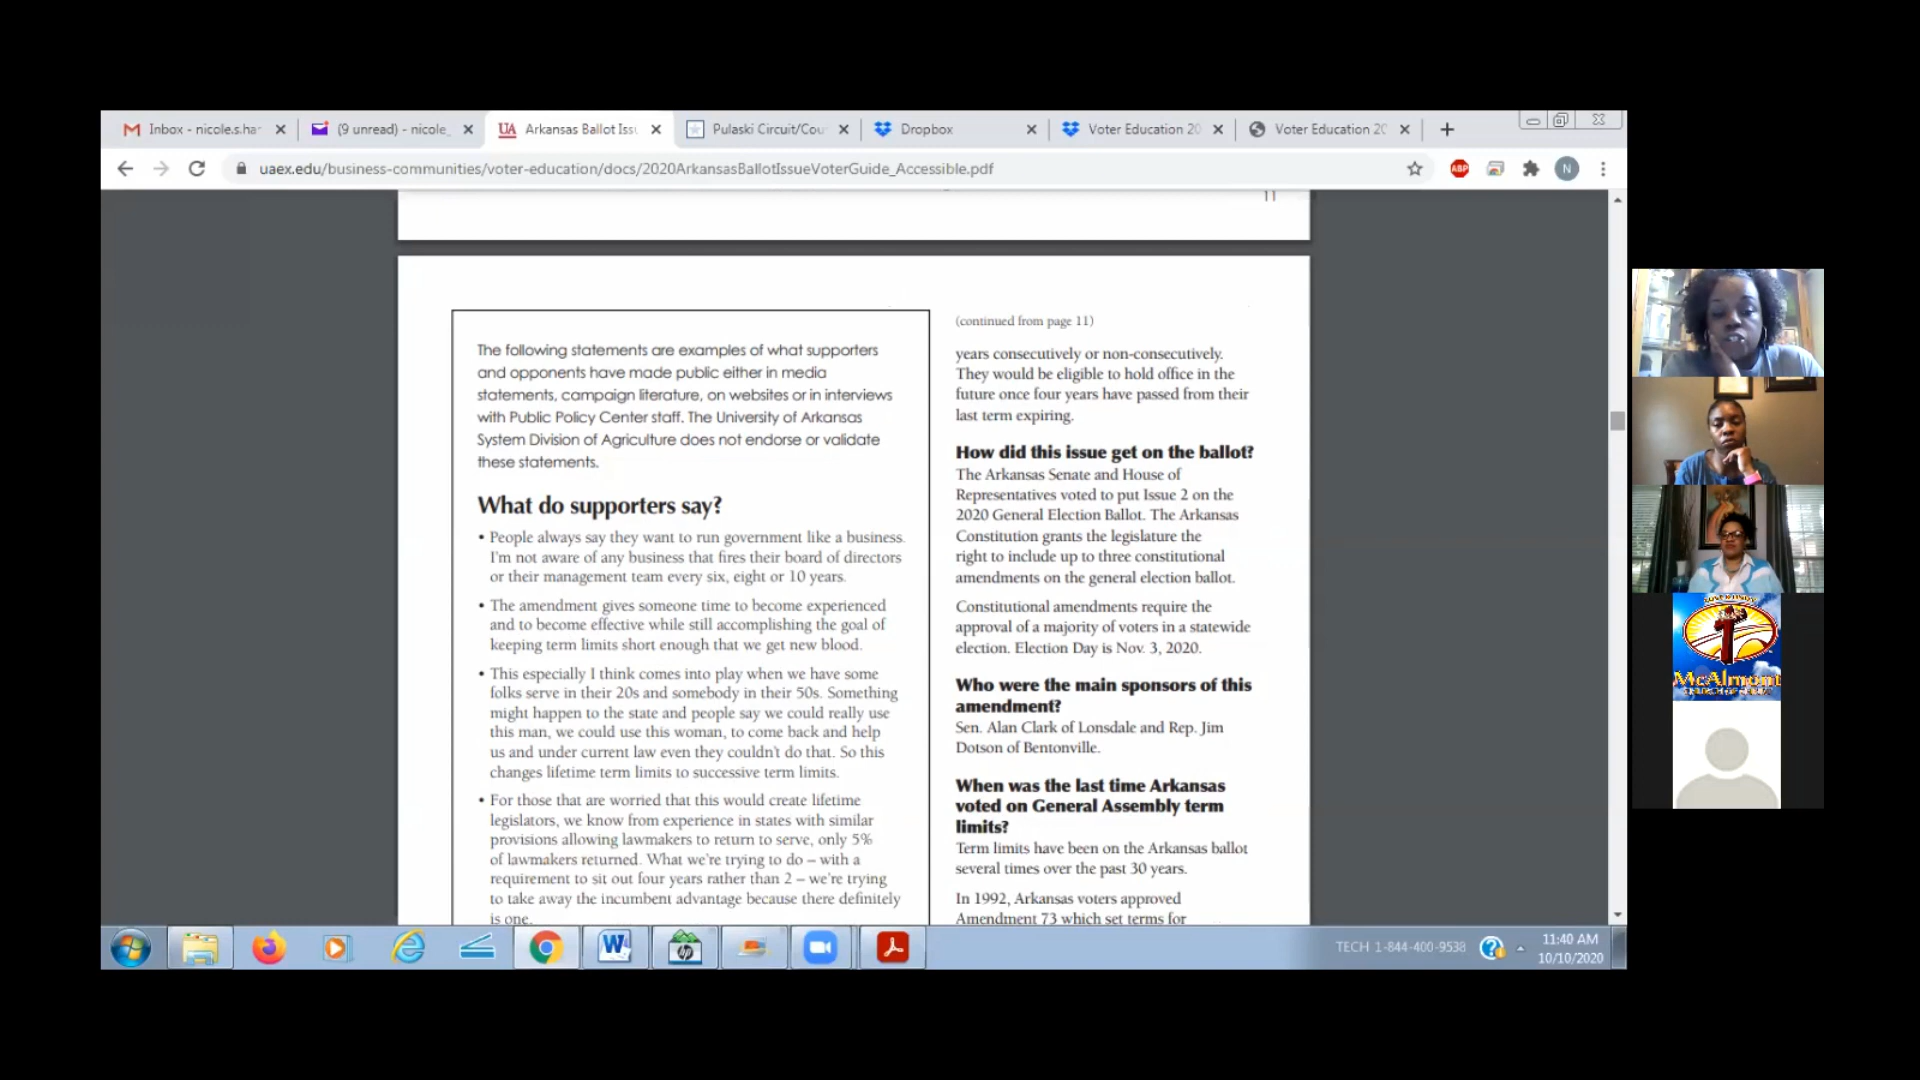 Inbox - nicole.s.ha
(9 unread) - nicole_
UA Arkansas Ballot Iss
Pulaski Circuit/Cou
Dropbox
Voter Education 20
Voter Education 20
uaex.edu/business-communities/voter-education/docs/2020ArkansasBallotIssueVoterGuide_Accessible.pdf
ABP
N
11
The following statements are examples of what supporters
and opponents have made public either in media
statements, campaign literature, on websites or in interviews
with Public Policy Center staff. The University of Arkansas
System Division of Agriculture does not endorse or validate
these statements.
What do supporters say?
• People always say they want to run government like a business.
I'm not aware of any business that fires their board of directors
or their management team every six, eight or 10 years.
• The amendment gives someone time to become experienced
and to become effective while still accomplishing the goal of
keeping term limits short enough that we get new blood.
• This especially I think comes into play when we have some
folks serve in their 20s and somebody in their 50s. Something
might happen to the state and people say we could really use
this man, we could use this woman, to come back and help
us and under current law even they couldn't do that. So this
changes lifetime term limits to successive term limits.
• For those that are worried that this would create lifetime
legislators, we know from experience in states with similar
provisions allowing lawmakers to return to serve, only 5%
of lawmakers returned. What we're trying to do – with a
requirement to sit out four years rather than 2 – we're trying
to take away the incumbent advantage because there definitely
is one.
(continued from page 11)
years consecutively or non-consecutively.
They would be eligible to hold office in the
future once four years have passed from their
last term expiring.
How did this issue get on the ballot?
The Arkansas Senate and House of
Representatives voted to put Issue 2 on the
2020 General Election Ballot. The Arkansas
Constitution grants the legislature the
right to include up to three constitutional
amendments on the general election ballot.
Constitutional amendments require the
approval of a majority of voters in a statewide
election. Election Day is Nov. 3, 2020.
Who were the main sponsors of this
amendment?
Sen. Alan Clark of Lonsdale and Rep. Jim
Dotson of Bentonville.
When was the last time Arkansas
voted on General Assembly term
limits?
Term limits have been on the Arkansas ballot
several times over the past 30 years.
In 1992, Arkansas voters approved
Amendment 73 which set terms for
McAlmont
TECH 1-844-400-9538
11:40 AM
10/10/2020